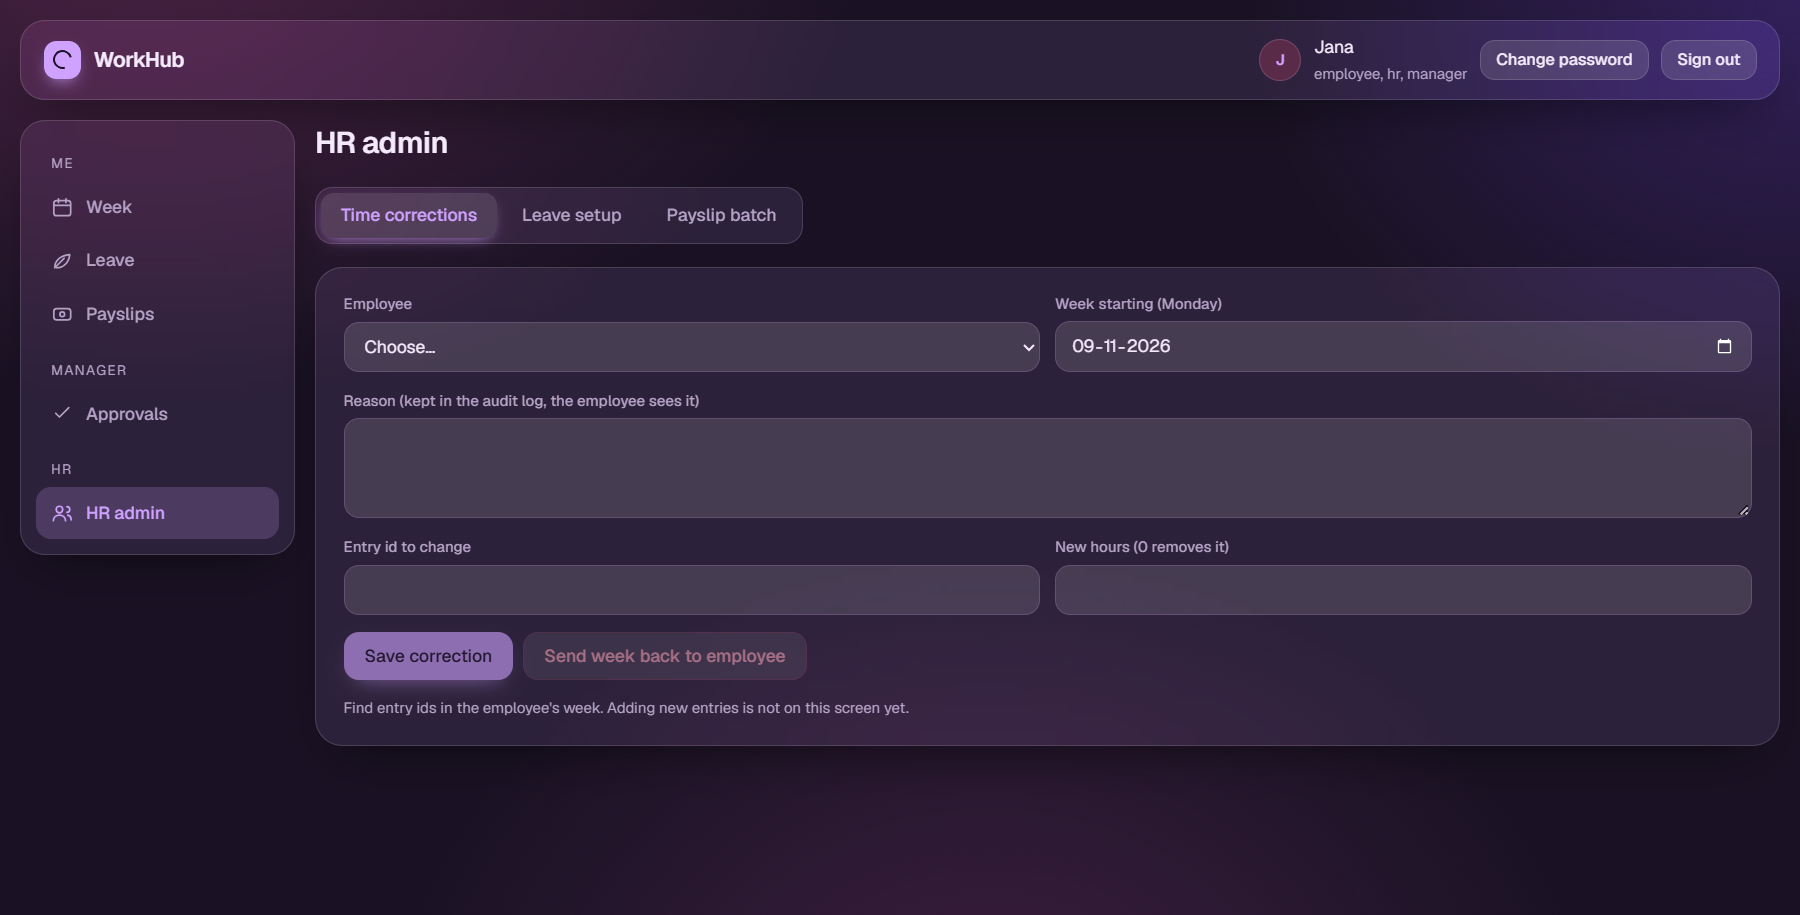 WorkHub
J
Jana
employee, hr, manager
Change password
Sign out
ME
Week
Leave
Payslips
MANAGER
Approvals
HR
HR admin
HR admin
Time corrections
Leave setup
Payslip batch
Employee
Week starting (Monday)
Choose...
09-11-2026
Reason (kept in the audit log, the employee sees it)
Entry id to change
New hours (0 removes it)
Save correction
Send week back to employee
Find entry ids in the employee's week. Adding new entries is not on this screen yet.